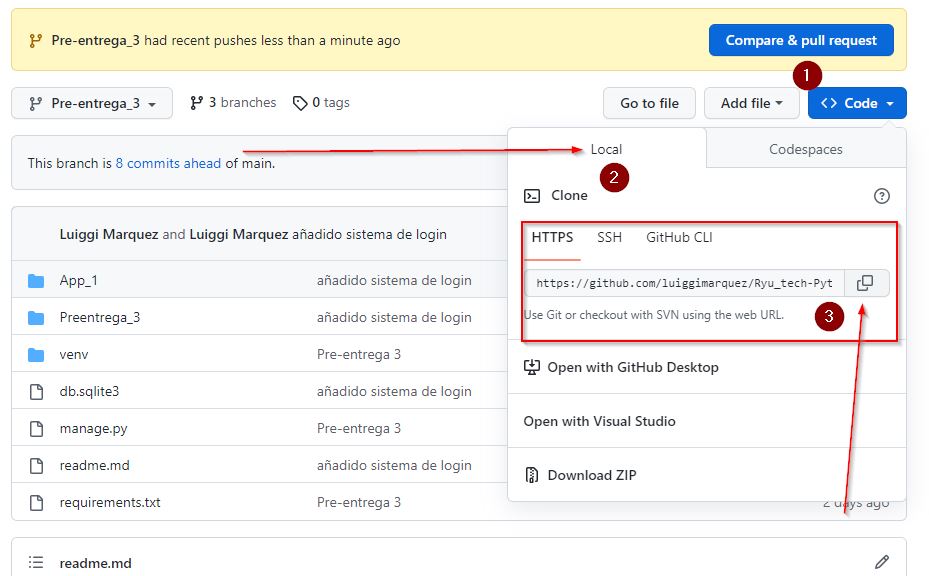 Pre-entrega_3 had recent pushes less than a minute ago
Compare & pull request
1
Pre-entrega_3
3 branches
0 tags
Go to file
Add file
<> Code
This branch is 8 commits ahead of main.
Local
Codespaces
2
Clone
Luiggi Marquez and Luiggi Marquez añadido sistema de login
HTTPS
SSH
GitHub CLI
https://github.com/luiggimarquez/Ryu_tech-Pyt
Use Git or checkout with SVN using the web URL.
3
Open with GitHub Desktop
Open with Visual Studio
Download ZIP
App_1 añadido sistema de login
Preentrega_3 añadido sistema de login
venv Pre-entrega 3
db.sqlite3 añadido sistema de login
manage.py Pre-entrega 3
readme.md añadido sistema de login
requirements.txt Pre-entrega 3 2 days ago
readme.md